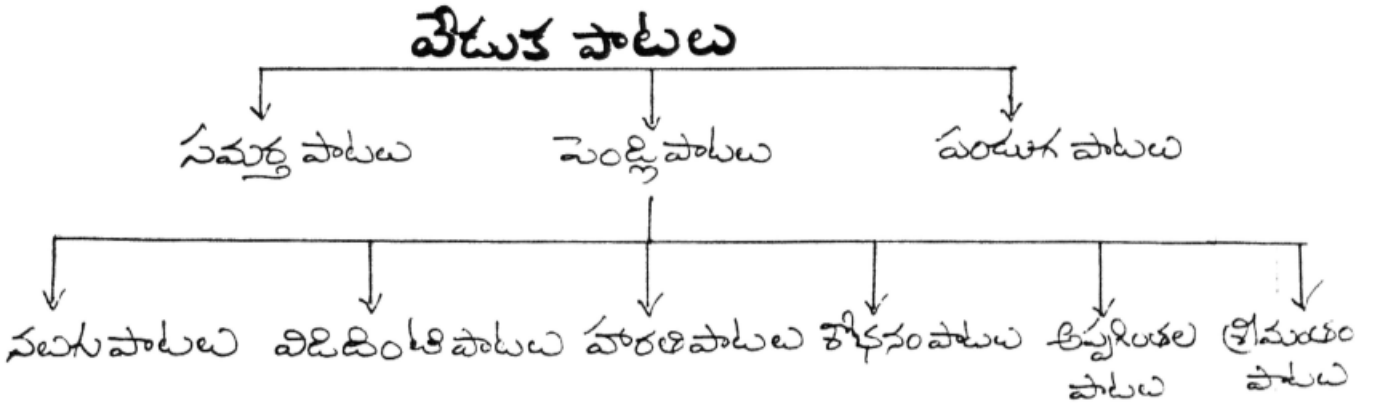 వేడుక పాటలు
సమర్త పాటలు పెండ్లి పాటలు పండుగ పాటలు
నలుగు పాటలు విడిదింటి పాటలు హారతి పాటలు శోభనం పాటలు అప్పగింతల శ్రీమంతం
పాటలు పాటలు